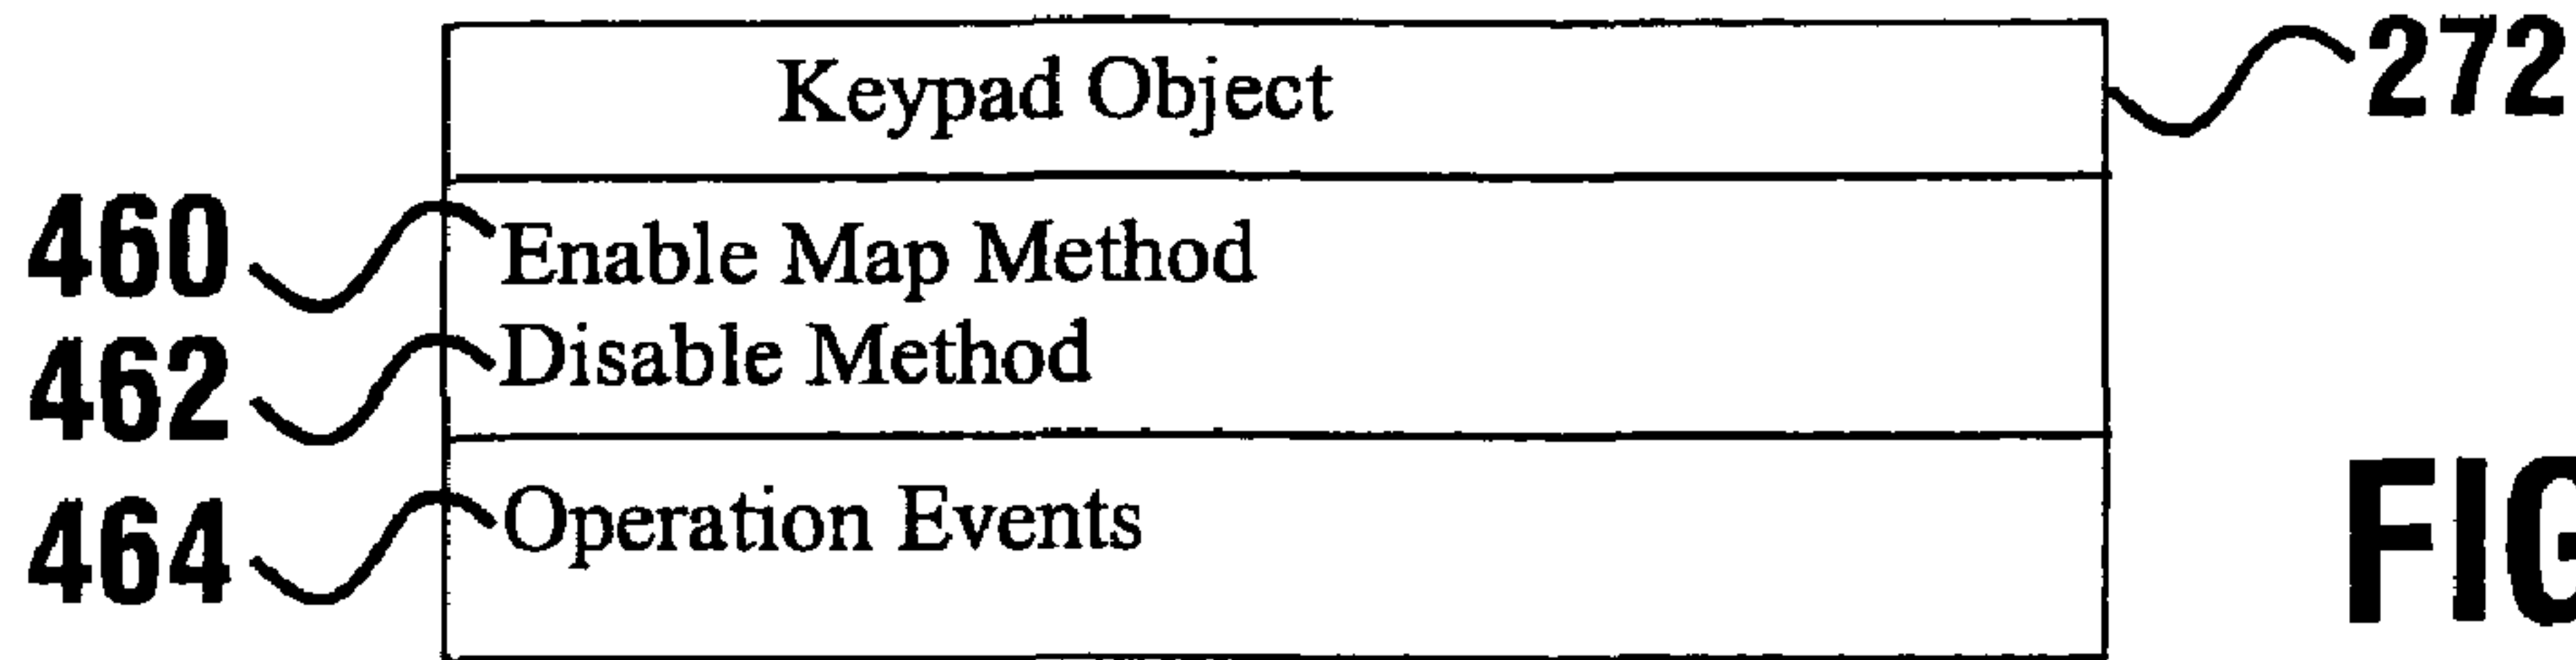 Keypad Object 272
460 Enable Map Method
462 Disable Method
464 Operation Events
FIG